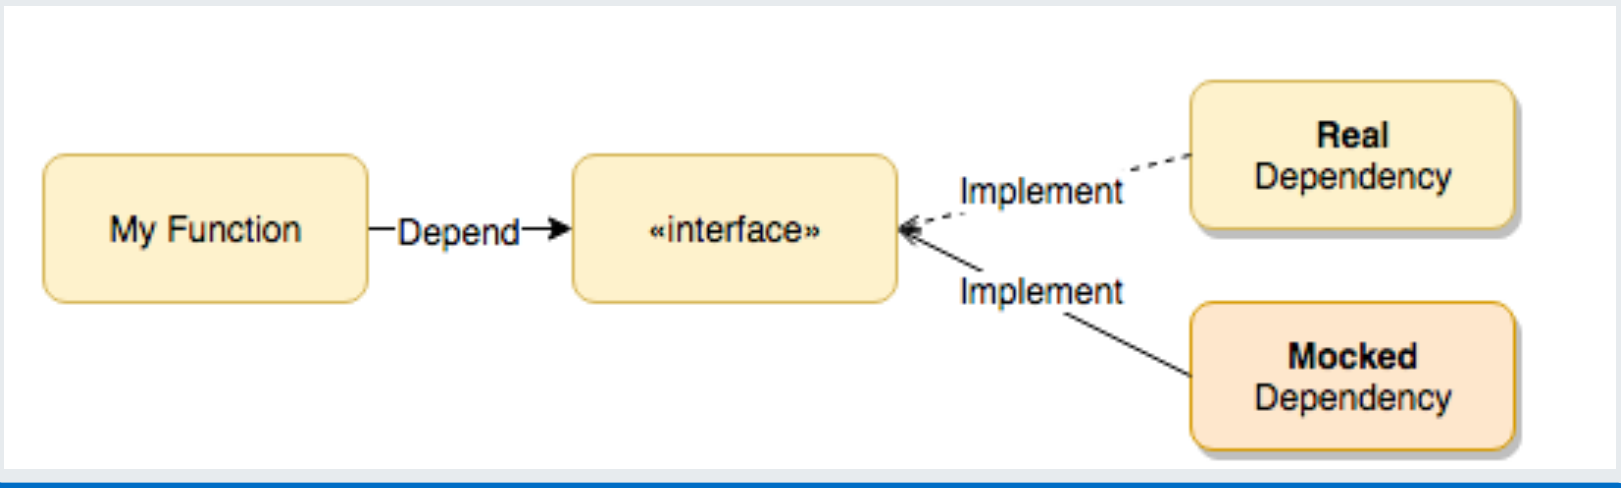 My Function
Depend
«interface»
Implement
Implement
Real
Dependency
Mocked
Dependency